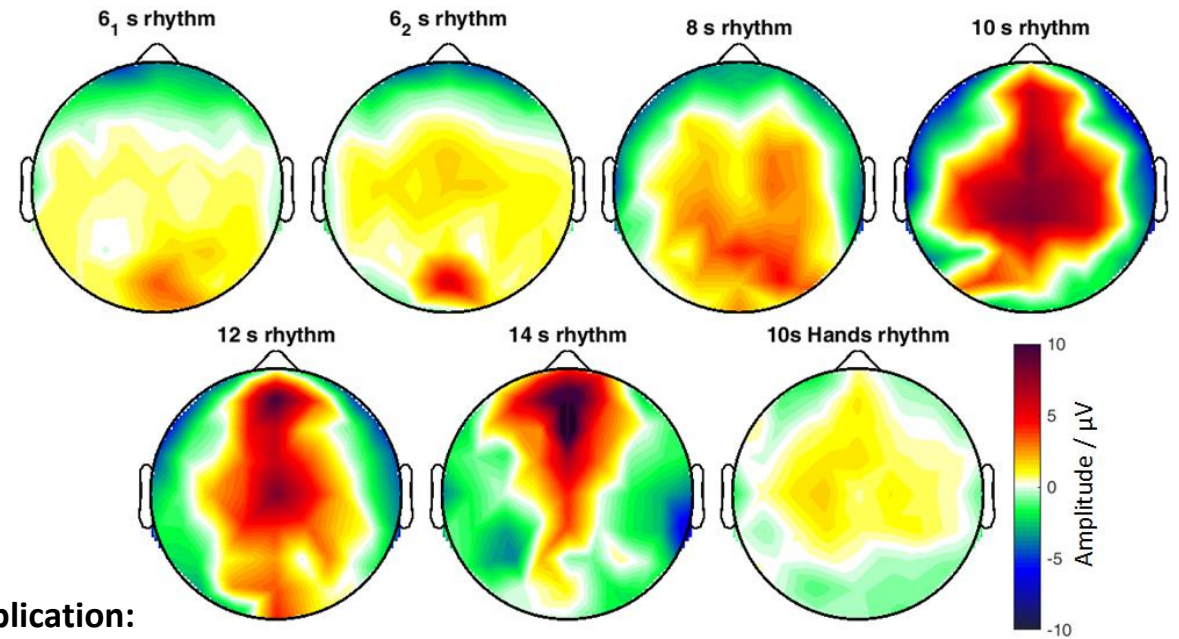 6₁ s rhythm
6₂ s rhythm
8 s rhythm
10 s rhythm
12 s rhythm
14 s rhythm
10s Hands rhythm
10
5
0
-5
-10
Amplitude / µV
plication: